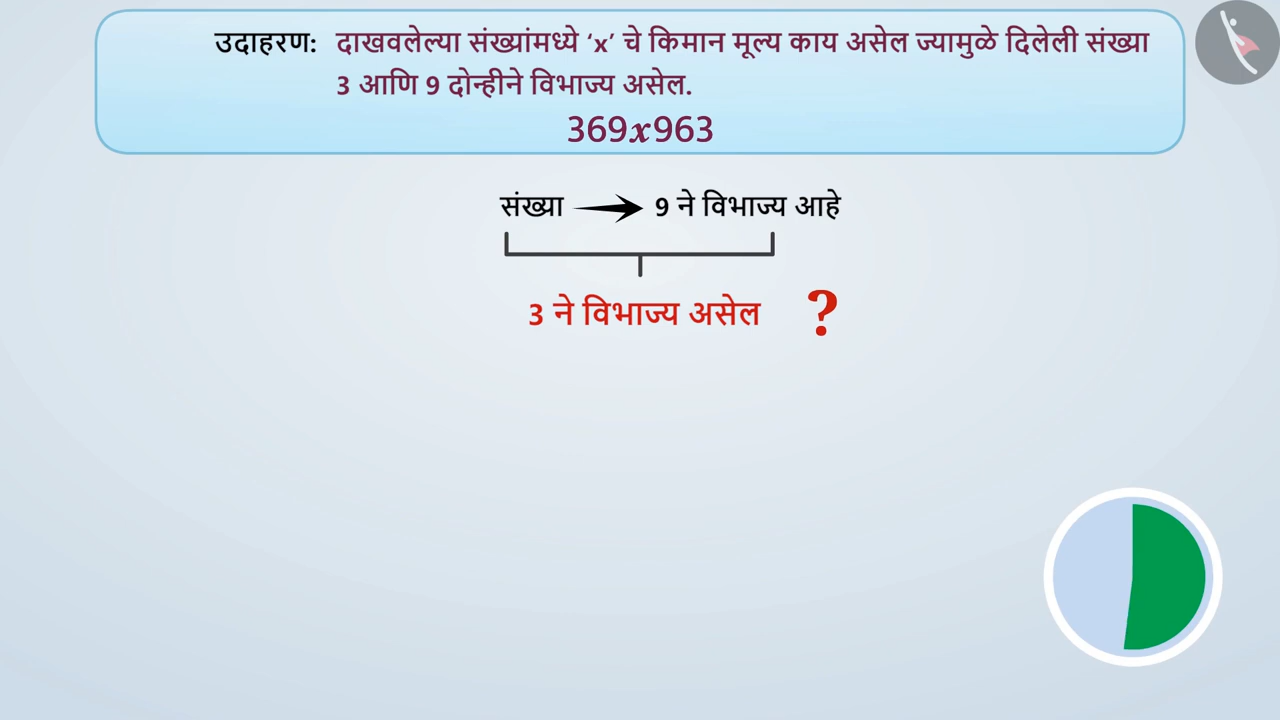 उदाहरण: दाखवलेल्या संख्यांमध्ये ‘x’ चे किमान मूल्य काय असेल ज्यामुळे दिलेली संख्या
3 आणि 9 दोन्हीने विभाज्य असेल.
369x963
संख्या → 9 ने विभाज्य आहे
3 ने विभाज्य असेल ?